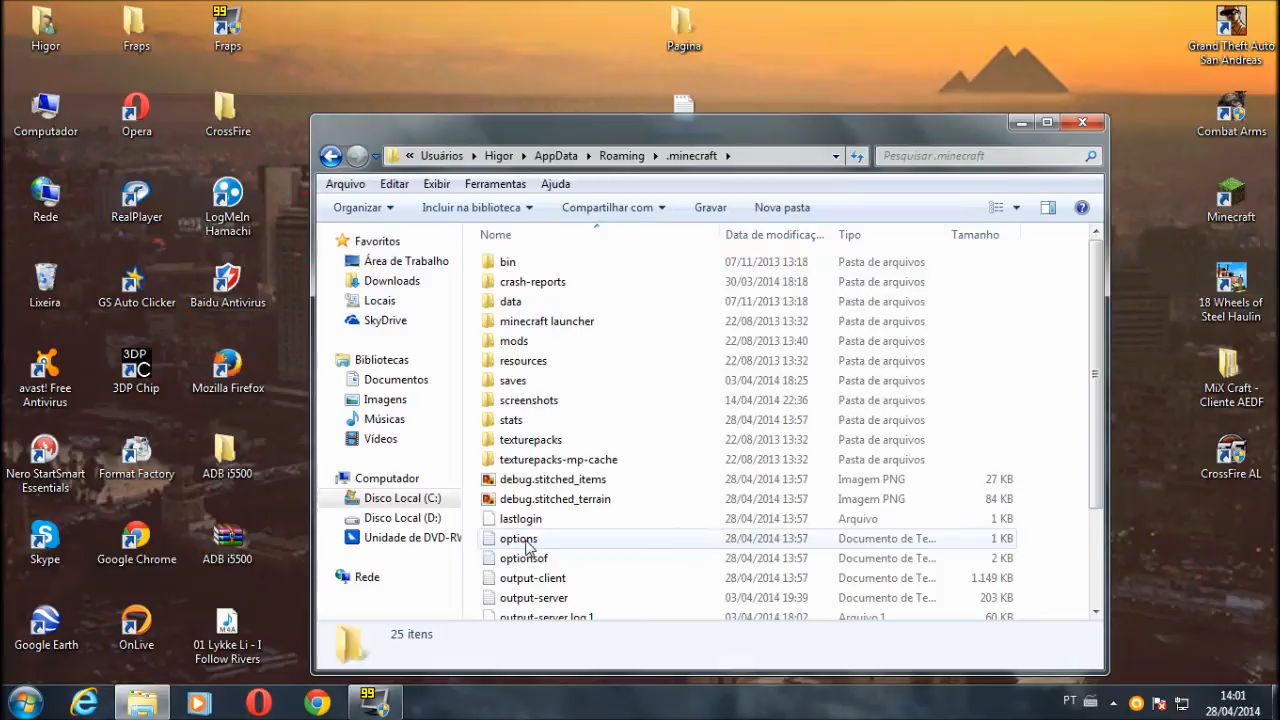 Higor
Fraps
99
Fraps
Pagina
Grand Theft Auto
San Andreas
Computador
Opera
CrossFire
Combat Arms
Rede
RealPlayer
LogMeIn
Hamachi
Minecraft
Lixeira
GS Auto Clicker
Baidu Antivirus
18 Wheels of
Steel Haulin
avast! Free
Antivirus
3DP
C
3DP Chip
Mozilla Firefox
MiX Craft -
Cliente AEDF
Nero StartSmart
Essentials
Format Factory
ADB i5500
CrossFire AL
Skype
Google Chrome
ADB i5500
Google Earth
OnLive
M4A
01 Lykke Li - I
Follow Rivers
« Usuários Higor AppData Roaming .minecraft
Pesquisar .minecraft
Arquivo Editar Exibir Ferramentas Ajuda
Organizar Incluir na biblioteca Compartilhar com Gravar Nova pasta
Favoritos
Área de Trabalho
Downloads
Locais
SkyDrive
Bibliotecas
Documentos
Imagens
Músicas
Vídeos
Computador
Disco Local (C:)
Disco Local (D:)
Unidade de DVD-RW
Rede
Nome Data de modificaç... Tipo Tamanho
bin 07/11/2013 13:18 Pasta de arquivos
crash-reports 30/03/2014 18:18 Pasta de arquivos
data 07/11/2013 13:18 Pasta de arquivos
minecraft launcher 22/08/2013 13:32 Pasta de arquivos
mods 22/08/2013 13:40 Pasta de arquivos
resources 22/08/2013 13:32 Pasta de arquivos
saves 03/04/2014 18:25 Pasta de arquivos
screenshots 14/04/2014 22:36 Pasta de arquivos
stats 28/04/2014 13:57 Pasta de arquivos
texturepacks 22/08/2013 13:32 Pasta de arquivos
texturepacks-mp-cache 22/08/2013 13:32 Pasta de arquivos
debug.stitched_items 28/04/2014 13:57 Imagem PNG 27 KB
debug.stitched_terrain 28/04/2014 13:57 Imagem PNG 84 KB
lastlogin 28/04/2014 13:57 Arquivo 1 KB
options 28/04/2014 13:57 Documento de Te... 1 KB
optionsof 28/04/2014 13:57 Documento de Te... 2 KB
output-client 28/04/2014 13:57 Documento de Te... 1.149 KB
output-server 03/04/2014 19:39 Documento de Te... 203 KB
output-server.log.1 03/04/2014 18:02 Arquivo 1 60 KB
25 itens
99
PT
14:01
28/04/2014